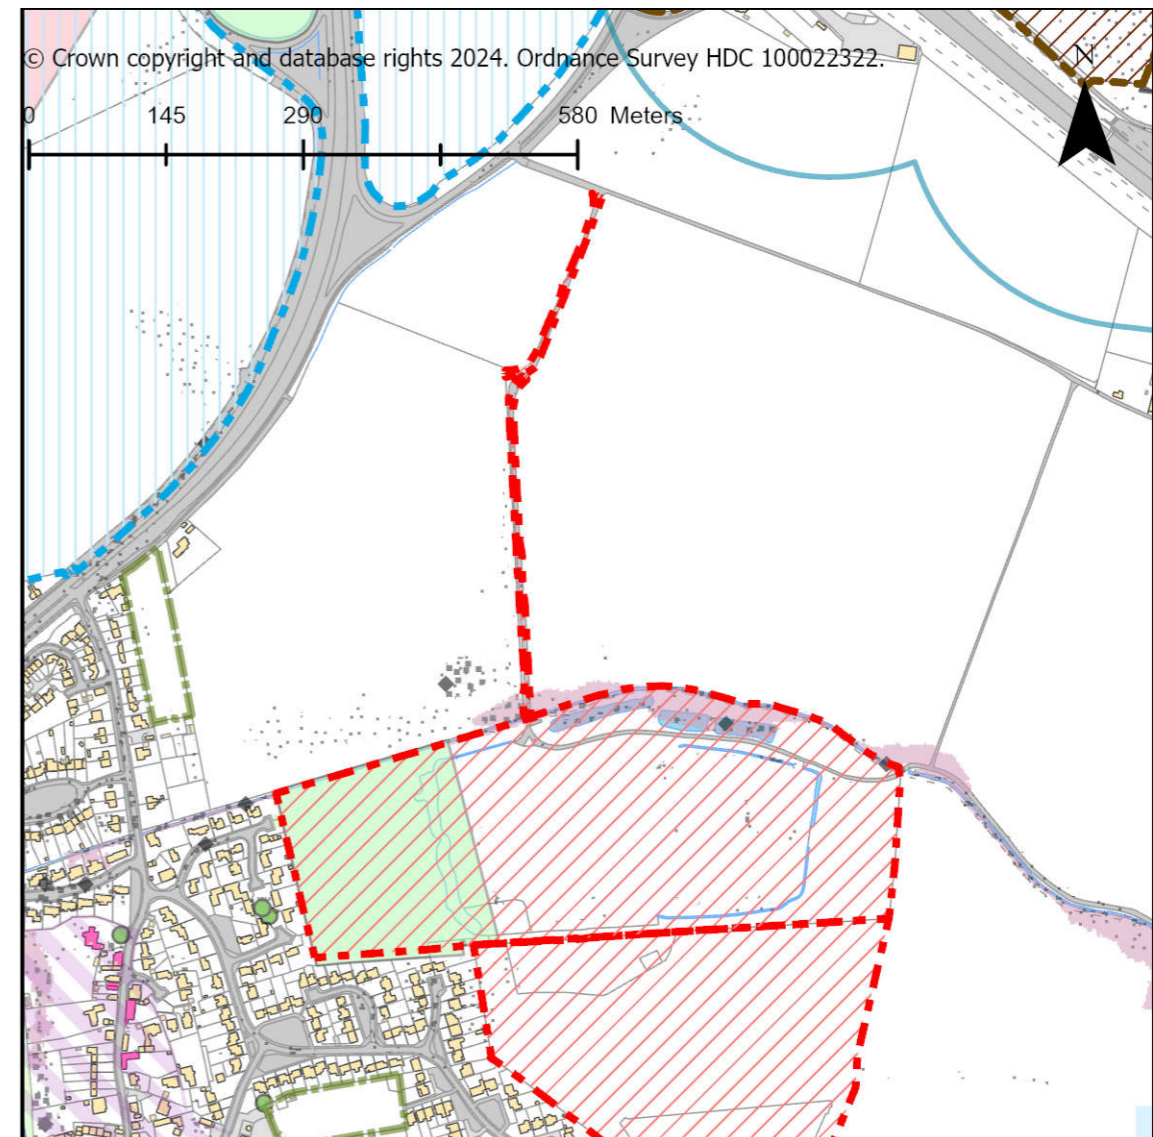 © Crown copyright and database rights 2024. Ordnance Survey HDC 100022322.
N
0 145 290 580 Meters